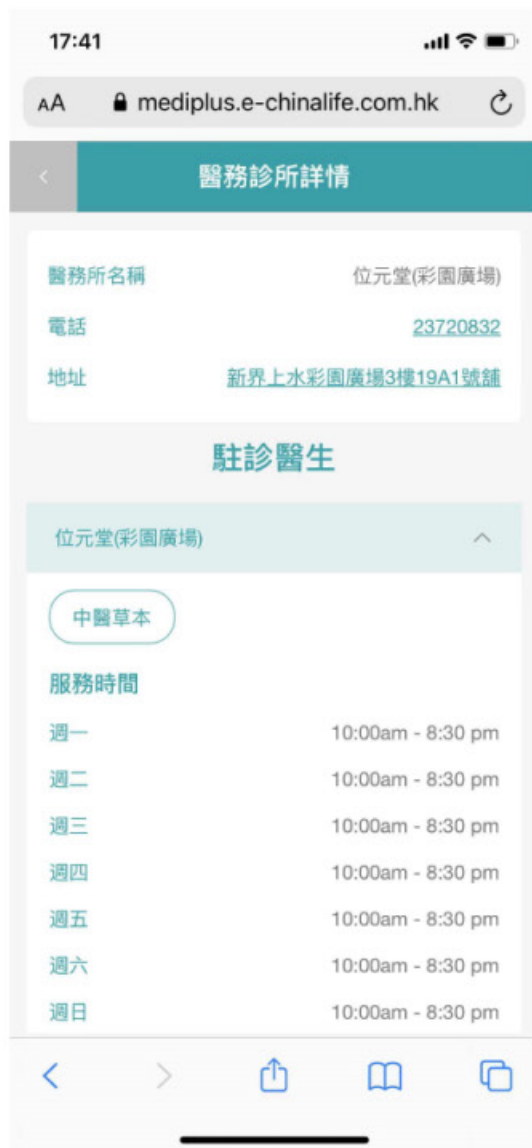 17:41
AA mediplus.e-chinalife.com.hk
醫務診所詳情
醫務所名稱 位元堂(彩園廣場)
電話 23720832
地址 新界上水彩園廣場3樓19A1號舖
駐診醫生
位元堂(彩園廣場)
中醫草本
服務時間
週一 10:00am - 8:30 pm
週二 10:00am - 8:30 pm
週三 10:00am - 8:30 pm
週四 10:00am - 8:30 pm
週五 10:00am - 8:30 pm
週六 10:00am - 8:30 pm
週日 10:00am - 8:30 pm